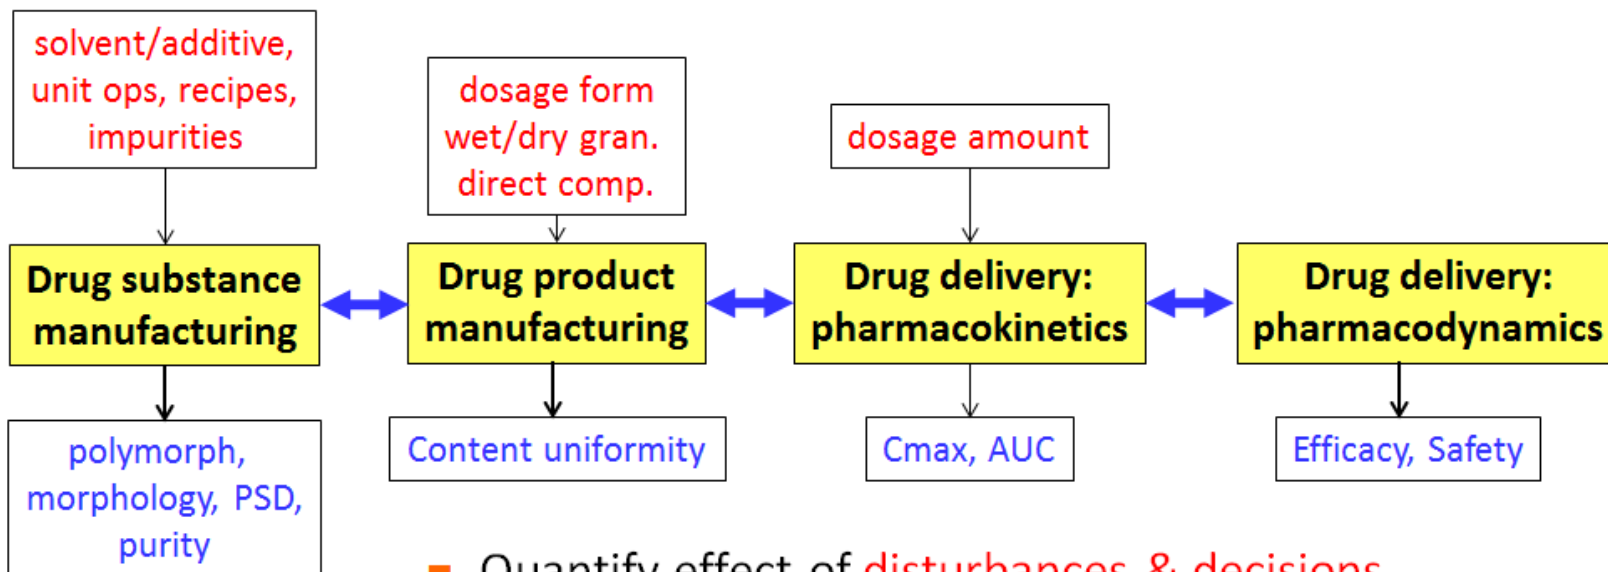 solvent/additive,
unit ops, recipes,
impurities
dosage form
wet/dry gran.
direct comp.
dosage amount
Drug substance
manufacturing
Drug product
manufacturing
Drug delivery:
pharmacokinetics
Drug delivery:
pharmacodynamics
polymorph,
morphology, PSD,
purity
Content uniformity
Cmax, AUC
Efficacy, Safety
Quantify effect of disturbances & decisions